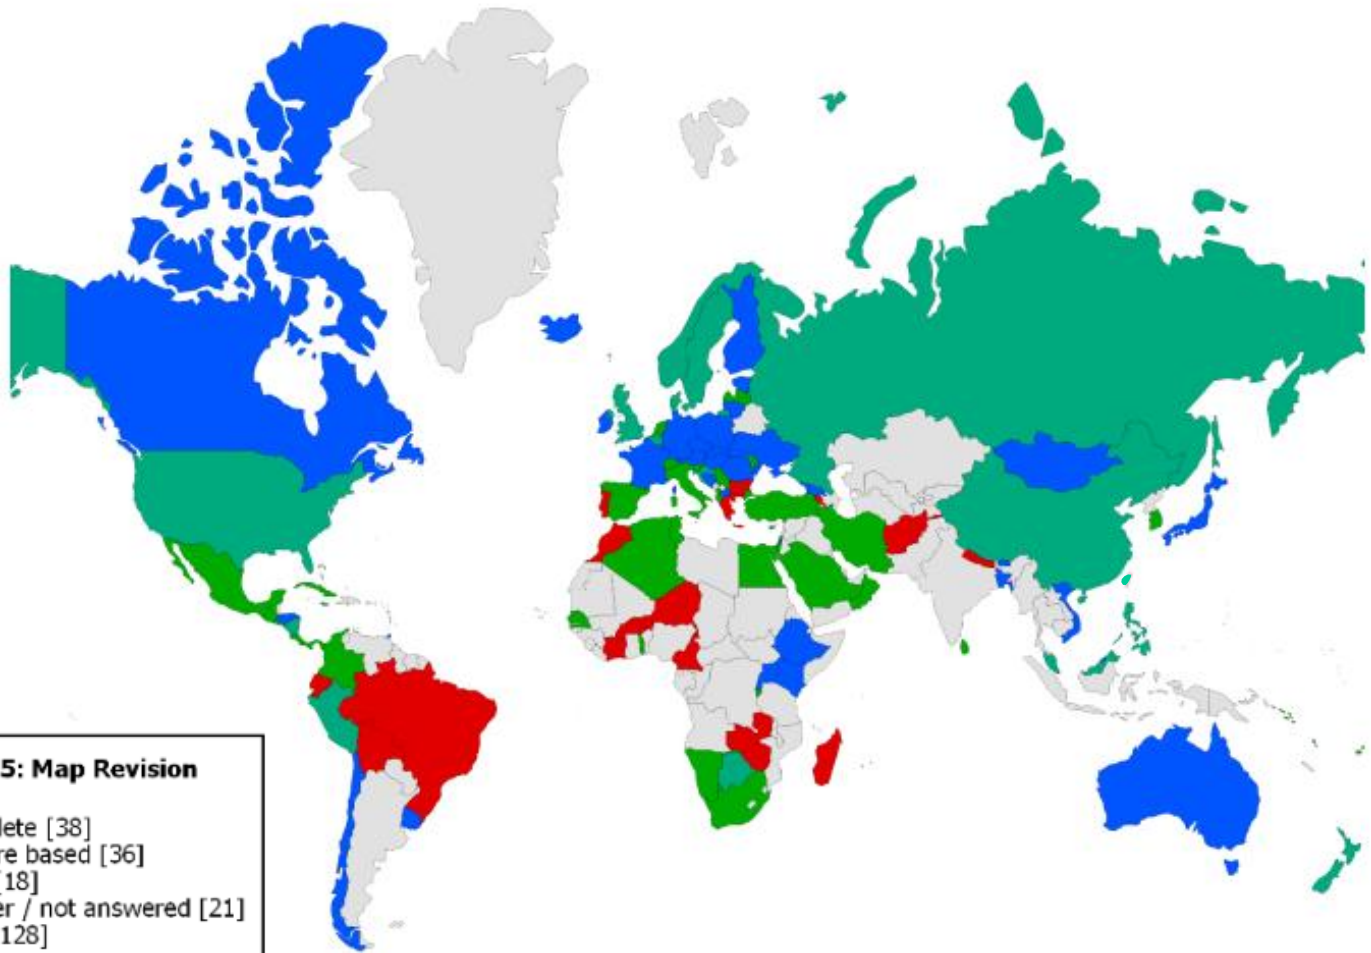 5: Map Revision
lete [38]
re based [36]
[18]
er / not answered [21]
128]